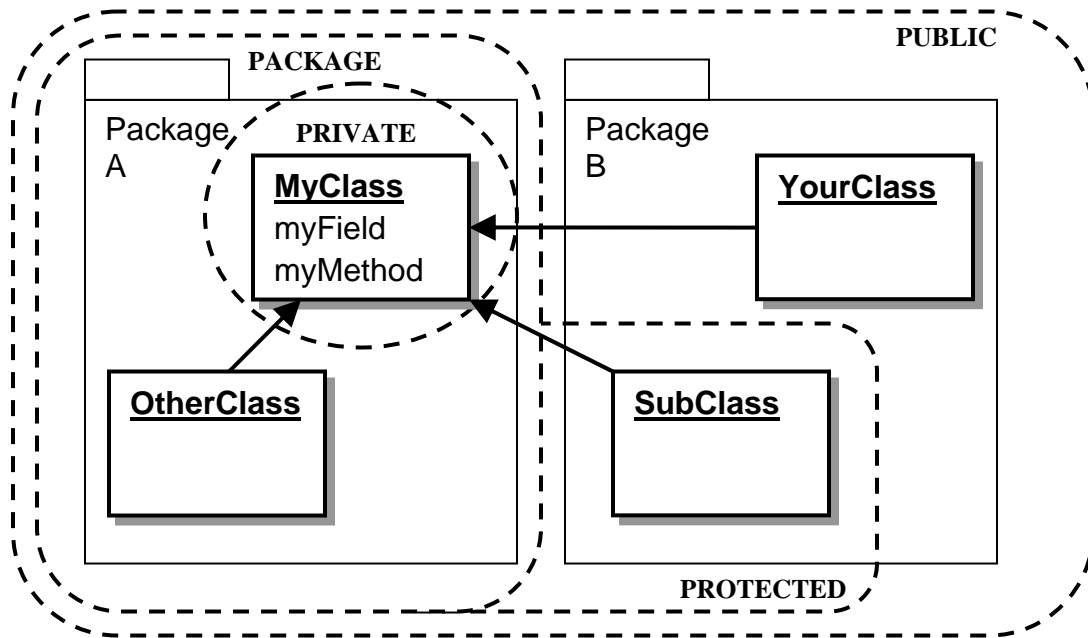 PUBLIC
PACKAGE
Package
A
PRIVATE
MyClass
myField
myMethod
OtherClass
Package
B
YourClass
SubClass
PROTECTED